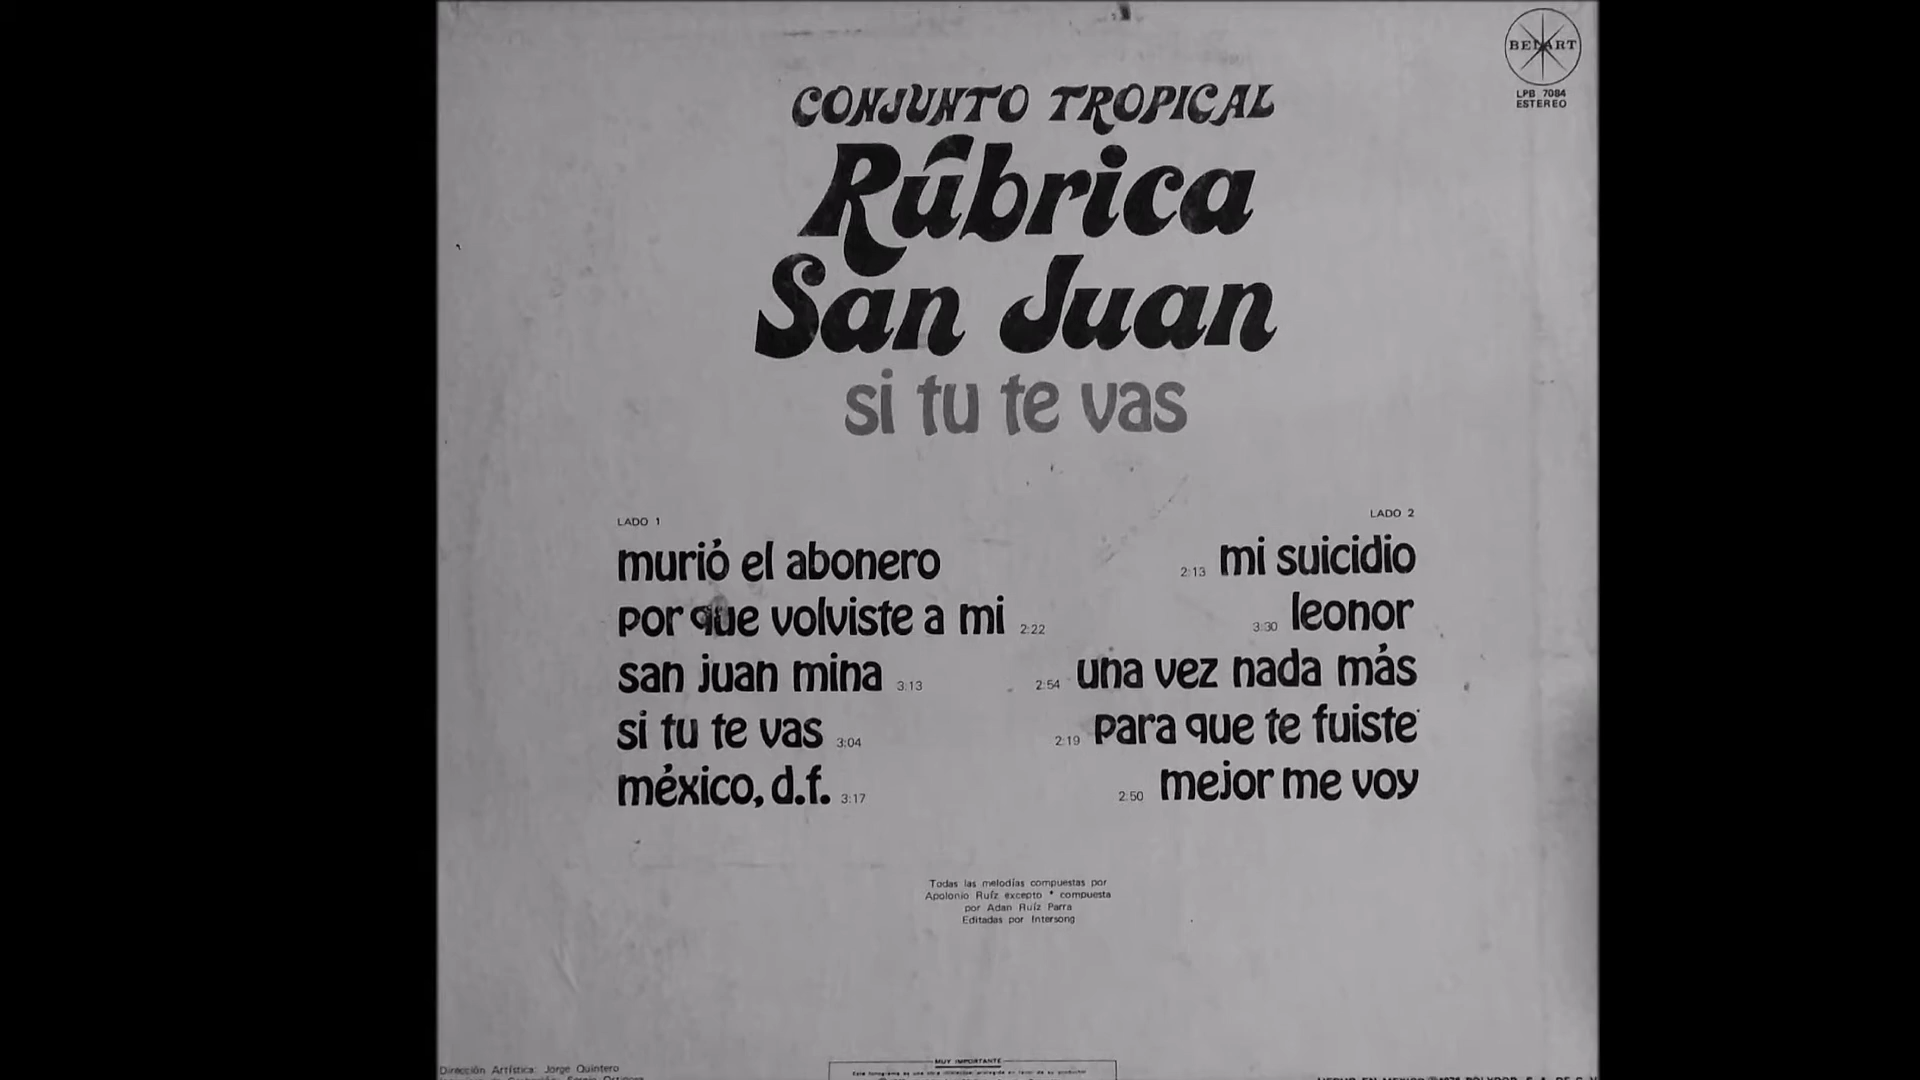 BELART
LPB 7084
ESTEREO
CONJUNTO TROPICAL
Rúbrica
San Juan
si tu te vas
LADO 1
murió el abonero
por que volviste a mi 2:22
san juan mina 3:13
si tu te vas 3:04
méxico, d.f. 3:17
LADO 2
2:13 mi suicidio
3:30 leonor
2:54 una vez nada más
2:19 para que te fuiste*
2:50 mejor me voy
Todas las melodías compuestas por
Apolonio Ruíz excepto * compuesta
por Adan Ruíz Parra
Editadas por Intersong
Dirección Artística: Jorge Quintero
MUY IMPORTANTE